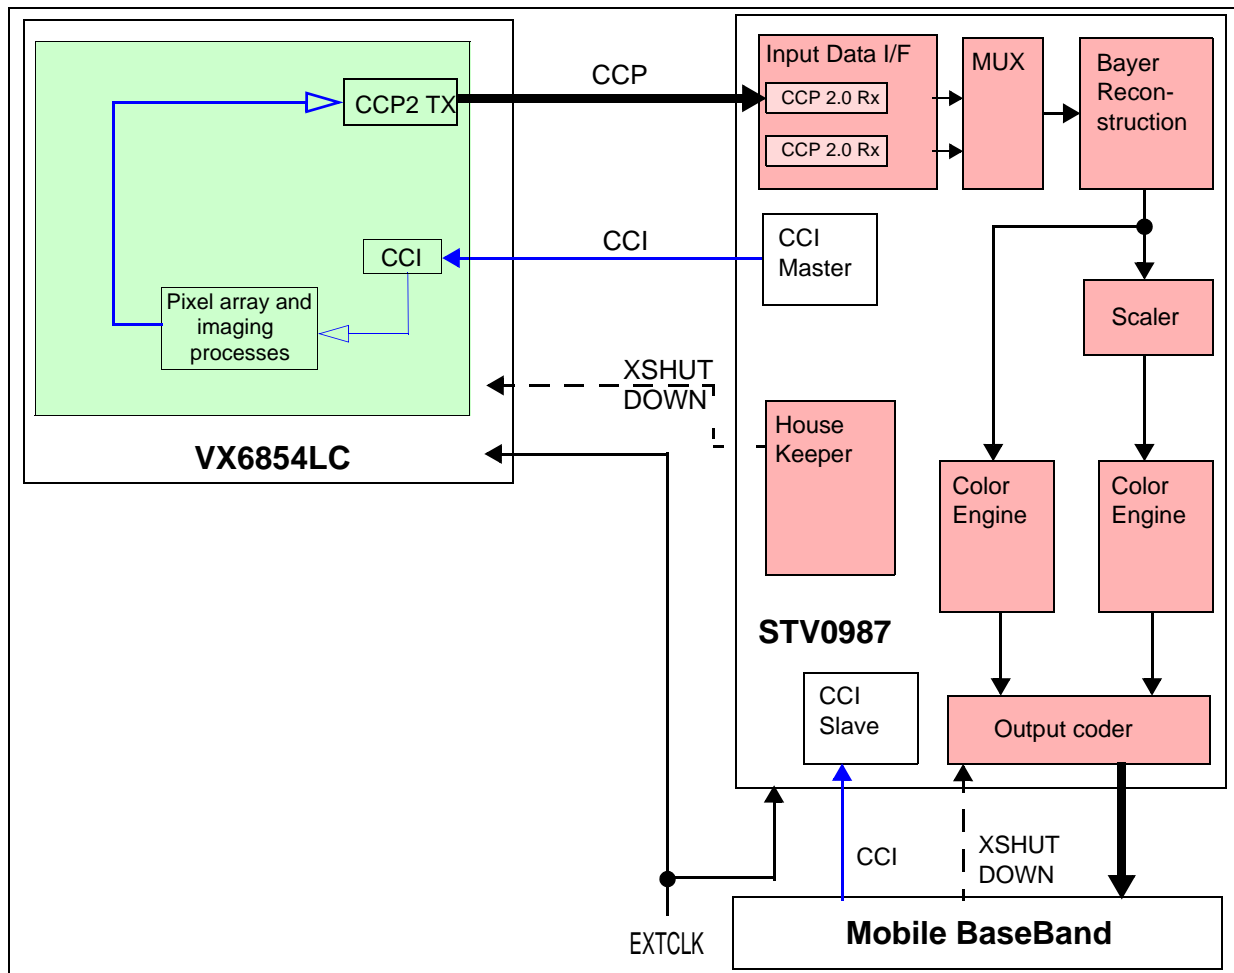 CCP2 TX
CCP
Input Data I/F
CCP 2.0 Rx
CCP 2.0 Rx
MUX
Bayer
Recon-
struction
CCI
CCI
CCI
Master
Pixel array and
imaging
processes
Scaler
XSHUT
DOWN
House
Keeper
VX6854LC
Color
Engine
Color
Engine
STV0987
CCI
Slave
Output coder
CCI
XSHUT
DOWN
EXTCLK
Mobile BaseBand